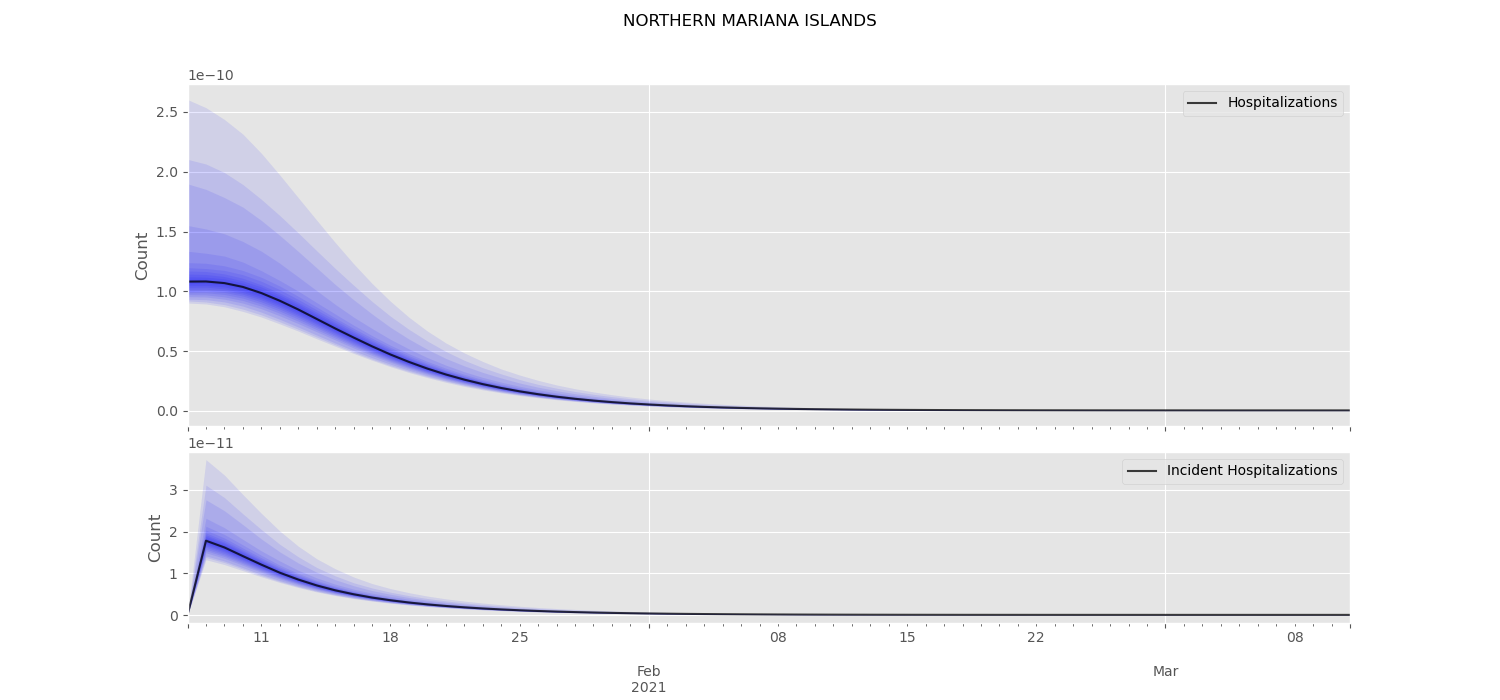 NORTHERN MARIANA ISLANDS
1e−10
Hospitalizations
2.5
2.0
1.5
1.0
0.5
0.0
Count
1e−11
Incident Hospitalizations
3
2
1
0
Count
11 18 25 08 15 22 08
Feb Mar
2021